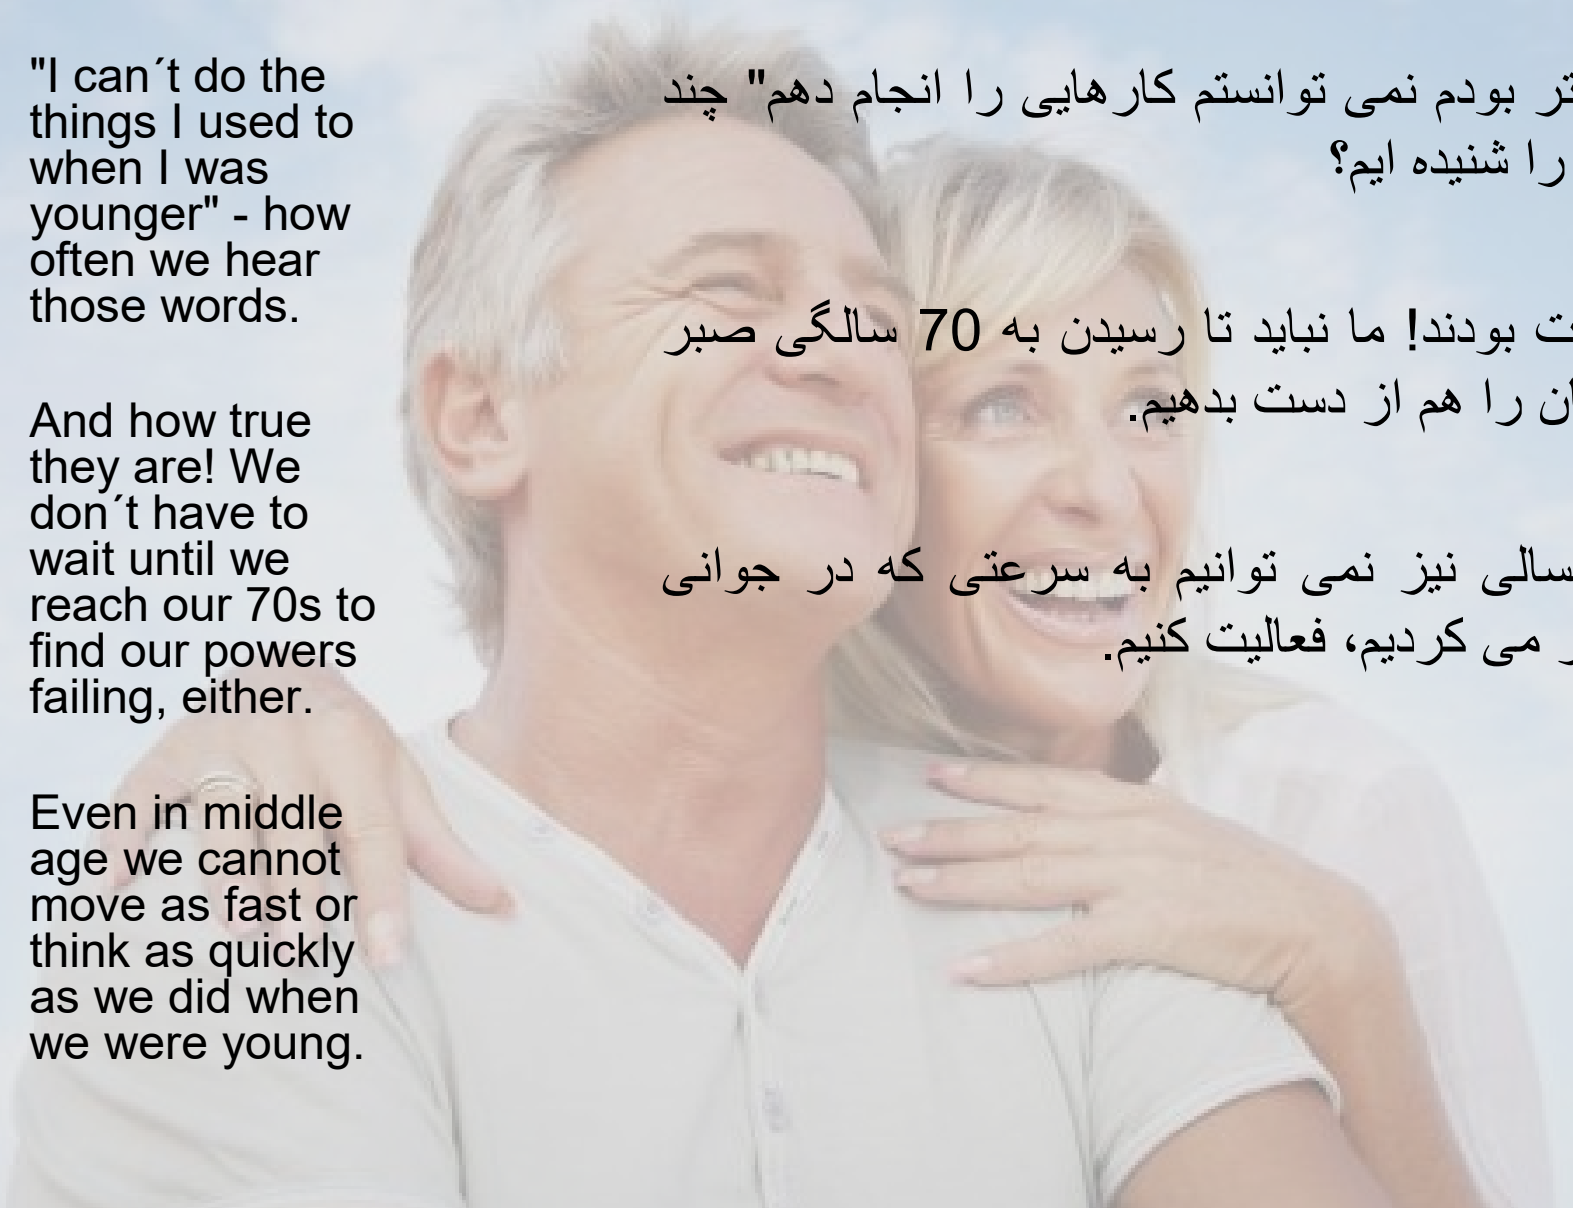 "I can´t do the
things I used to
when I was
younger" - how
often we hear
those words.
And how true
they are! We
don´t have to
wait until we
reach our 70s to
find our powers
failing, either.
Even in middle
age we cannot
move as fast or
think as quickly
as we did when
we were young.
تر بودم نمی توانستم کارهایی را انجام دهم" چند
را شنیده ایم؟
بودند! ما نباید تا رسیدن به 70 سالگی صبر
را هم از دست بدهیم.
سالی نیز نمی توانیم به سرعتی که در جوانی
می کردیم، فعالیت کنیم.